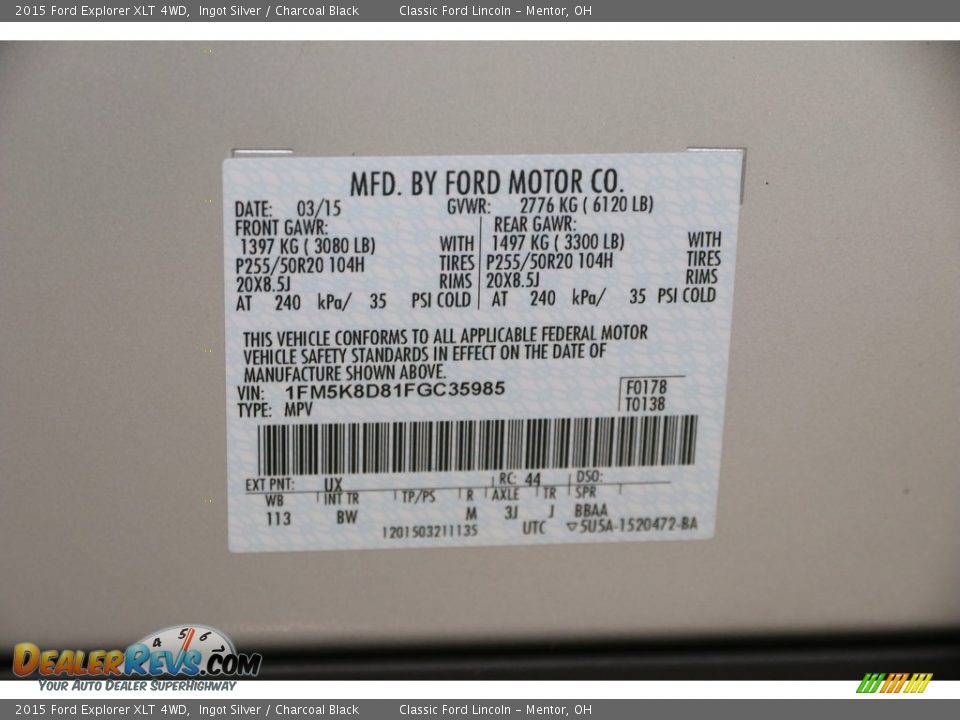 2015 Ford Explorer XLT 4WD, Ingot Silver / Charcoal Black Classic Ford Lincoln – Mentor, OH
MFD. BY FORD MOTOR CO.
DATE: 03/15 GVWR: 2776 KG ( 6120 LB)
FRONT GAWR: REAR GAWR:
1397 KG ( 3080 LB) WITH 1497 KG ( 3300 LB) WITH
P255/50R20 104H TIRES P255/50R20 104H TIRES
20X8.5J RIMS 20X8.5J RIMS
AT 240 kPa/ 35 PSI COLD AT 240 kPa/ 35 PSI COLD
THIS VEHICLE CONFORMS TO ALL APPLICABLE FEDERAL MOTOR
VEHICLE SAFETY STANDARDS IN EFFECT ON THE DATE OF
MANUFACTURE SHOWN ABOVE.
VIN: 1FM5K8D81FGC35985 F0178
TYPE: MPV T0138
EXT PNT: UX RC: 44 DSO:
WB INT TR TP/PS R AXLE TR SPR
113 BW M 3J J BBAA
1201503211135 UTC ▽5U5A-1520472-BA
4 5 6 7
DEALERREVS.COM
YOUR AUTO DEALER SUPERHIGHWAY
2015 Ford Explorer XLT 4WD, Ingot Silver / Charcoal Black Classic Ford Lincoln – Mentor, OH